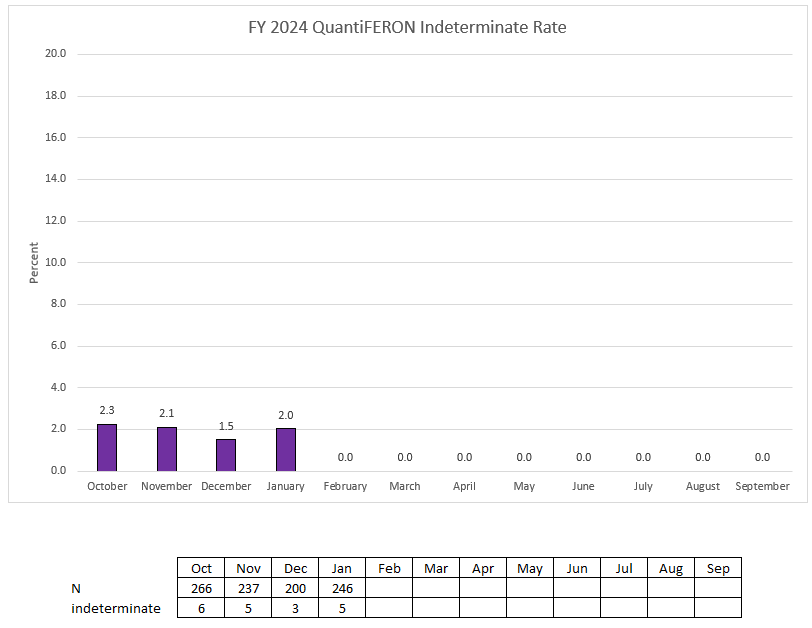 FY 2024 QuantiFERON Indeterminate Rate
20.0
18.0
16.0
14.0
12.0
10.0
8.0
6.0
4.0
2.0
0.0
Percent
2.3 2.1 1.5 2.0 0.0 0.0 0.0 0.0 0.0 0.0 0.0 0.0
October November December January February March April May June July August September
Oct Nov Dec Jan Feb Mar Apr May Jun Jul Aug Sep
N 266 237 200 246
indeterminate 6 5 3 5